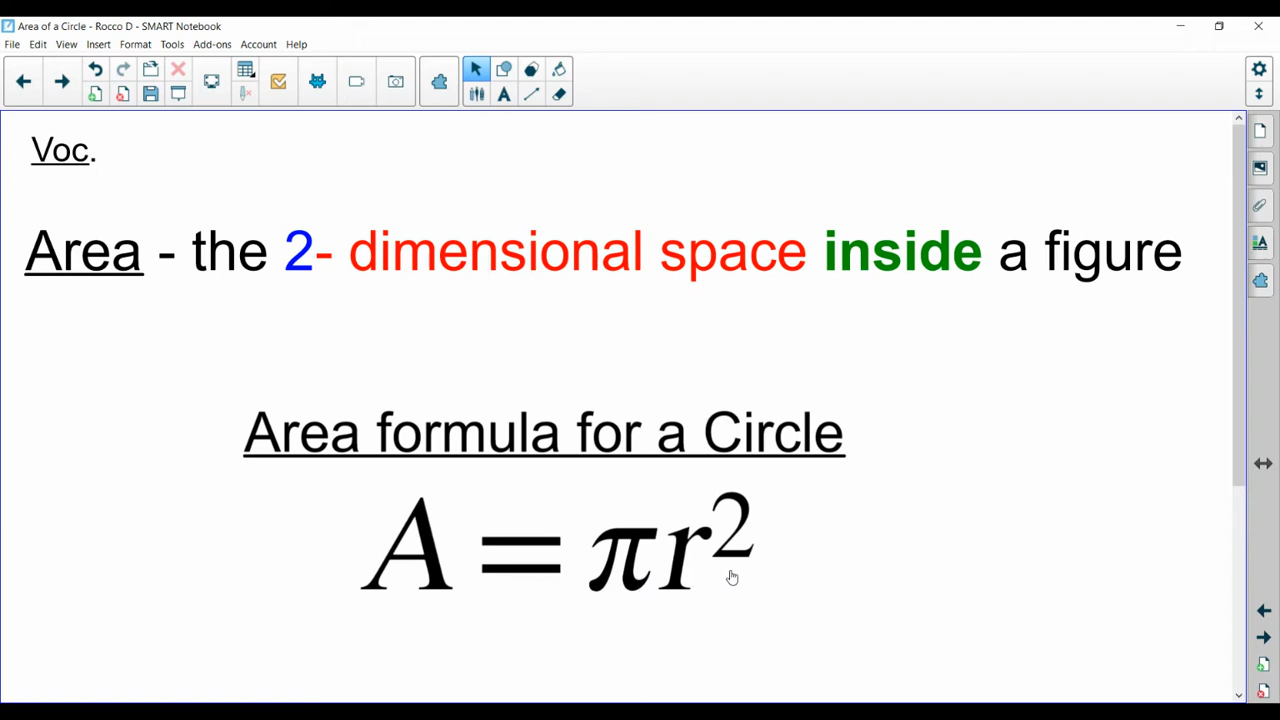 Area of a Circle - Rocco D - SMART Notebook
File Edit View Insert Format Tools Add-ons Account Help
Voc.
Area - the 2- dimensional space inside a figure
Area formula for a Circle
A = πr²